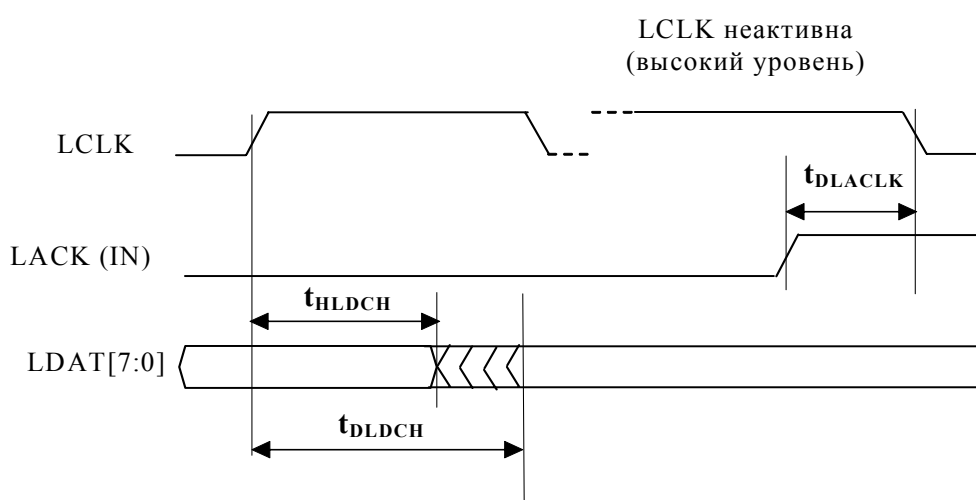 LCLK неактивна
(высокий уровень)
LCLK
tDLACLK
LACK (IN)
tHLDCH
LDAT[7:0]
tDLDCH